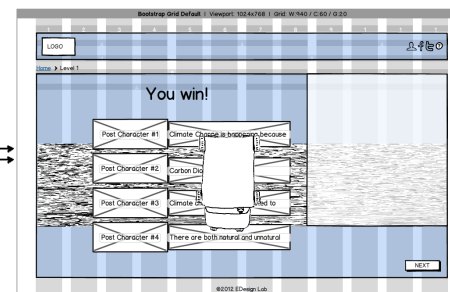 Bootstrap Grid Default | Viewport: 1024x768 | Grid W:940 / C:60 / G:20
LOGO
Home > Level 1
You win!
Post Character #1 Climate Change is happening because
Post Character #2 Carbon Dio
Post Character #3 Climate ch ed to
Post Character #4 There are both natural and unnatural
NEXT
©2012 EDesign Lab